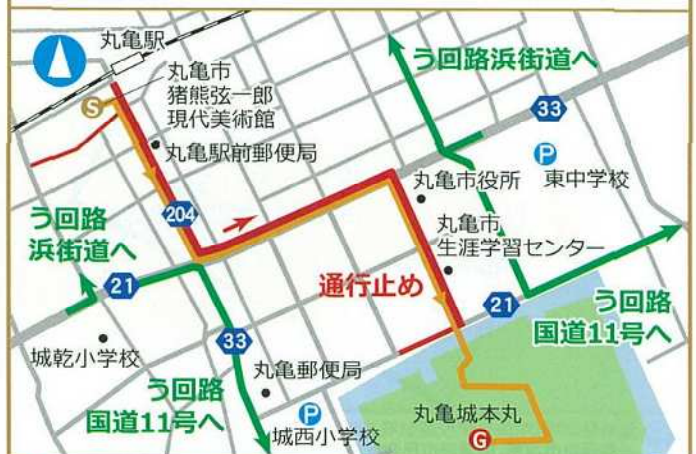 丸亀駅
丸亀市
猪熊弦一郎
現代美術館
う回路浜街道へ
S
33
丸亀駅前郵便局
P
丸亀市役所
東中学校
204
う回路
浜街道へ
丸亀市
生涯学習センター
21
通行止め
21
う回路
国道11号へ
33
城乾小学校
丸亀郵便局
う回路
国道11号へ
P
城西小学校
丸亀城本丸
G